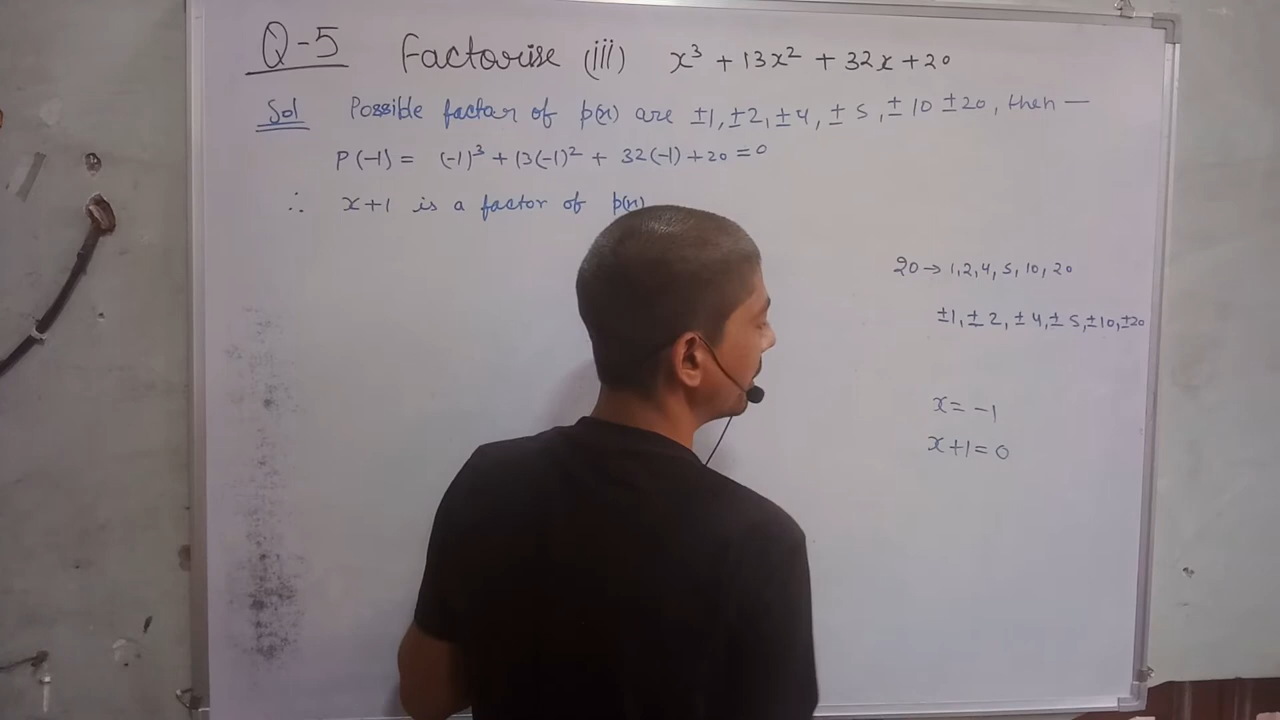 Q-5 Factorise (iii) x³ + 13x² + 32x + 20
Sol Possible factor of p(x) are ±1, ±2, ±4, ±5, ±10 ±20, then —
P(-1) = (-1)³ + 13(-1)² + 32(-1) + 20 = 0
∴ x+1 is a factor of p(x)
20 → 1, 2, 4, 5, 10, 20
±1, ±2, ±4, ±5, ±10, ±20
x = -1
x+1 = 0